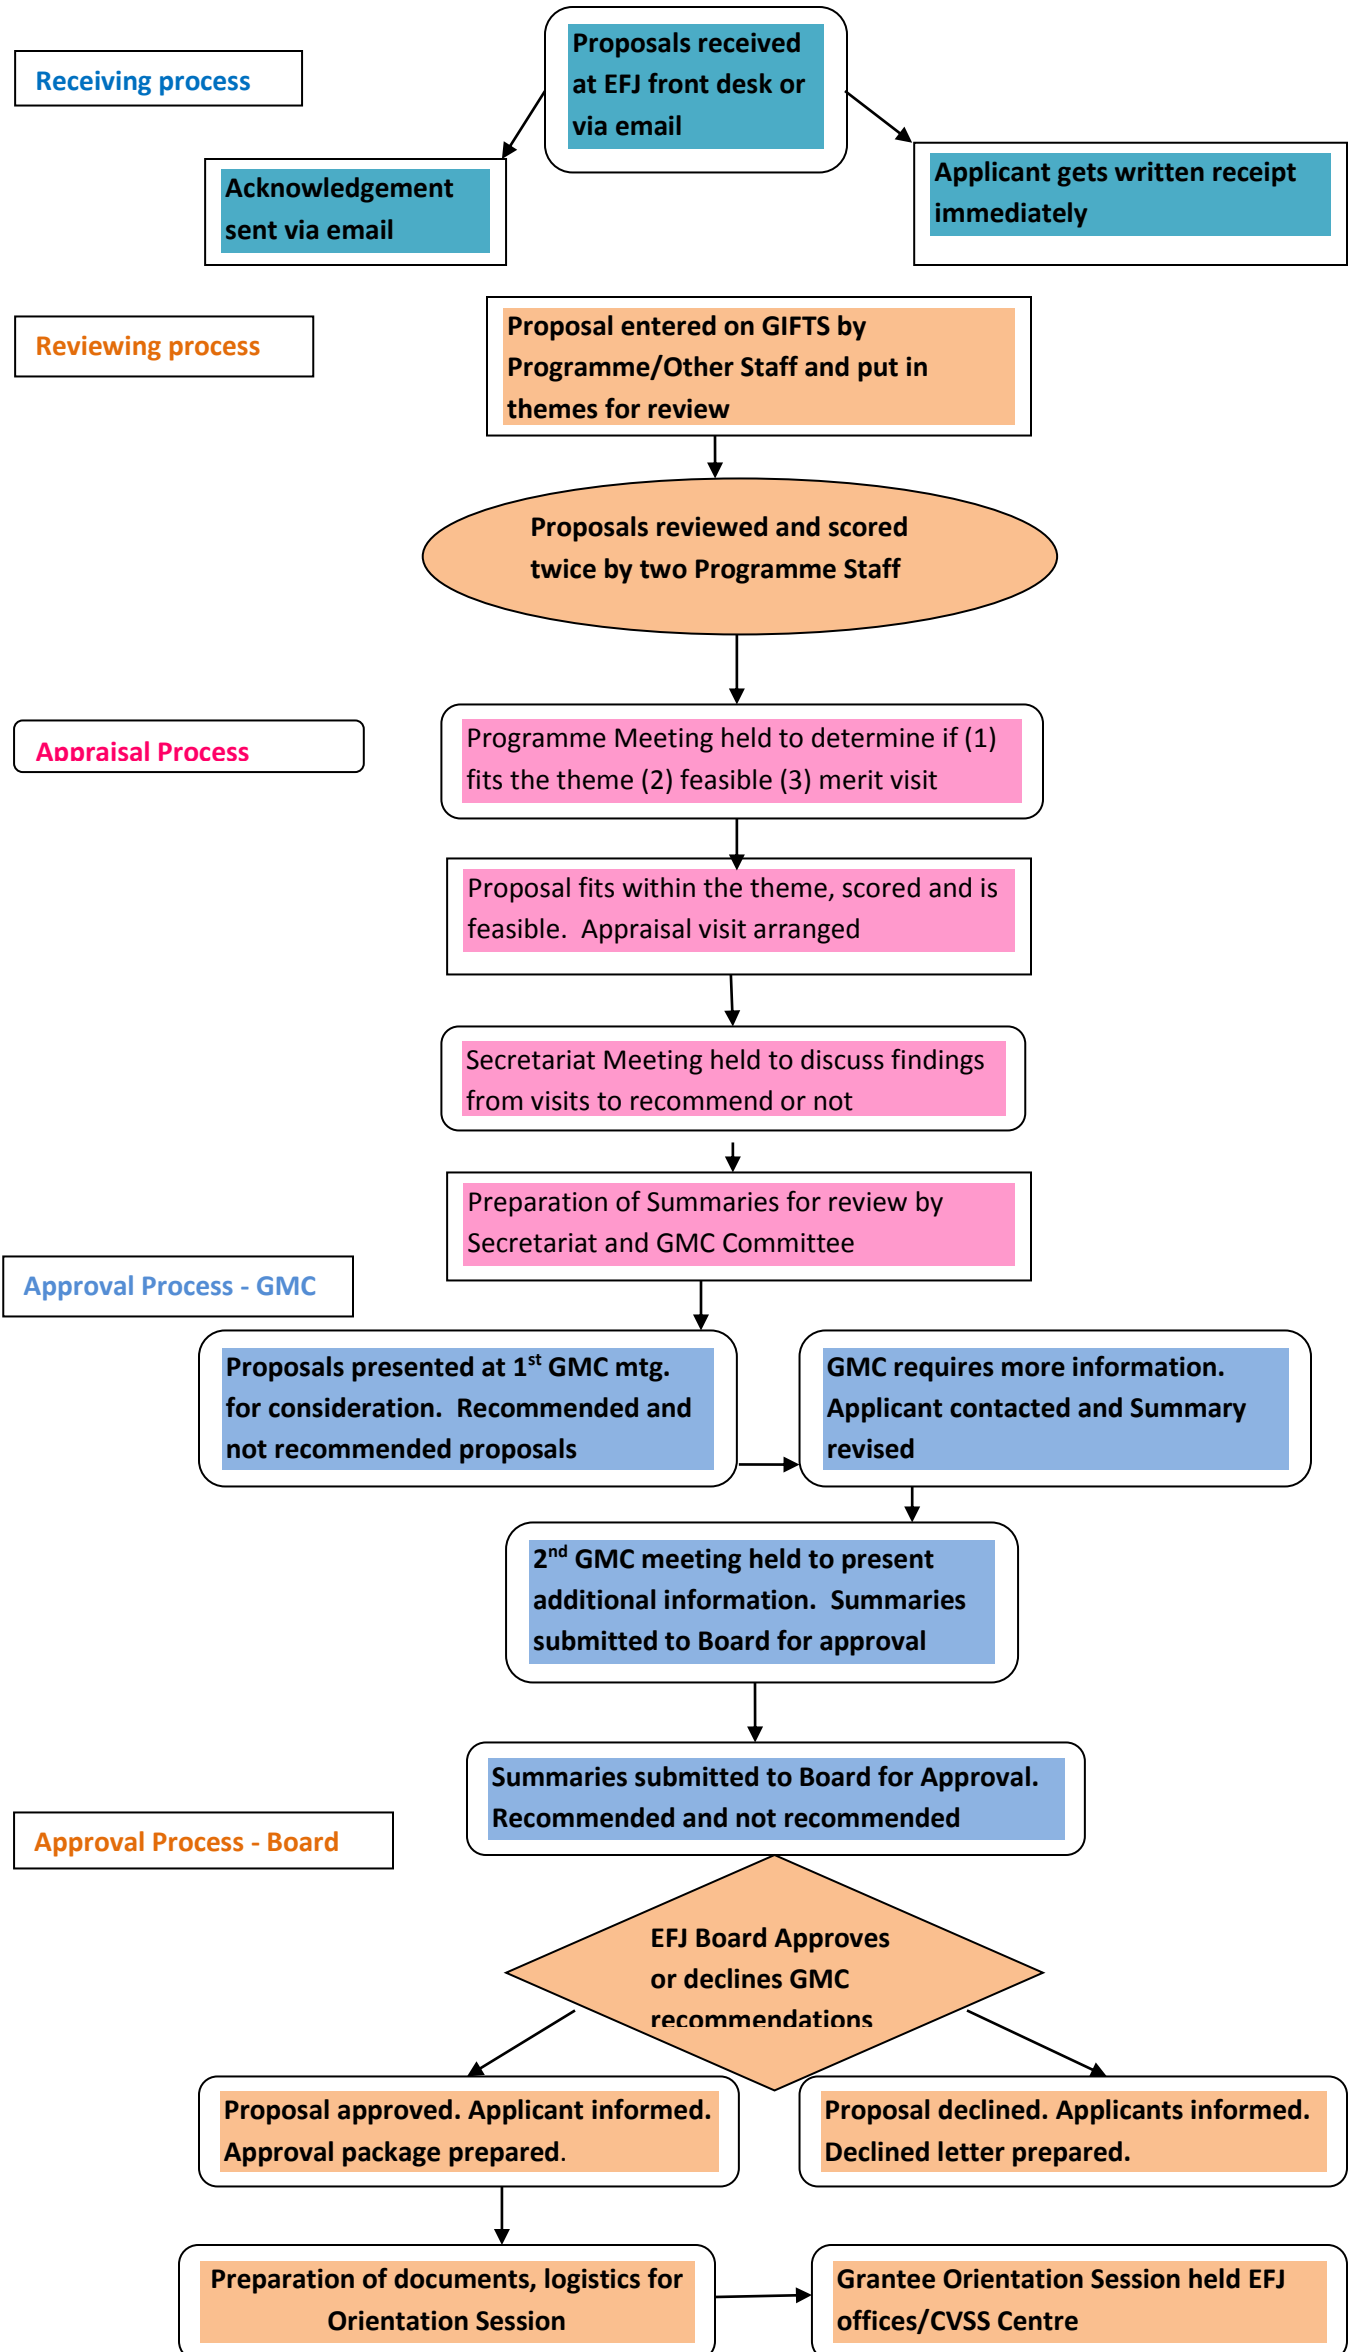 Proposals received
at EFJ front desk or
via email
Receiving process
Acknowledgement
sent via email
Applicant gets written receipt
immediately
Reviewing process
Proposal entered on GIFTS by
Programme/Other Staff and put in
themes for review
Proposals reviewed and scored
twice by two Programme Staff
Appraisal Process
Programme Meeting held to determine if (1)
fits the theme (2) feasible (3) merit visit
Proposal fits within the theme, scored and is
feasible.  Appraisal visit arranged
Secretariat Meeting held to discuss findings
from visits to recommend or not
Preparation of Summaries for review by
Secretariat and GMC Committee
Approval Process - GMC
Proposals presented at 1st GMC mtg.
for consideration.  Recommended and
not recommended proposals
GMC requires more information.
Applicant contacted and Summary
revised
2nd GMC meeting held to present
additional information.  Summaries
submitted to Board for approval
Summaries submitted to Board for Approval.
Recommended and not recommended
Approval Process - Board
EFJ Board Approves
or declines GMC
recommendations
Proposal approved. Applicant informed.
Approval package prepared.
Proposal declined. Applicants informed.
Declined letter prepared.
Preparation of documents, logistics for
Orientation Session
Grantee Orientation Session held EFJ
offices/CVSS Centre